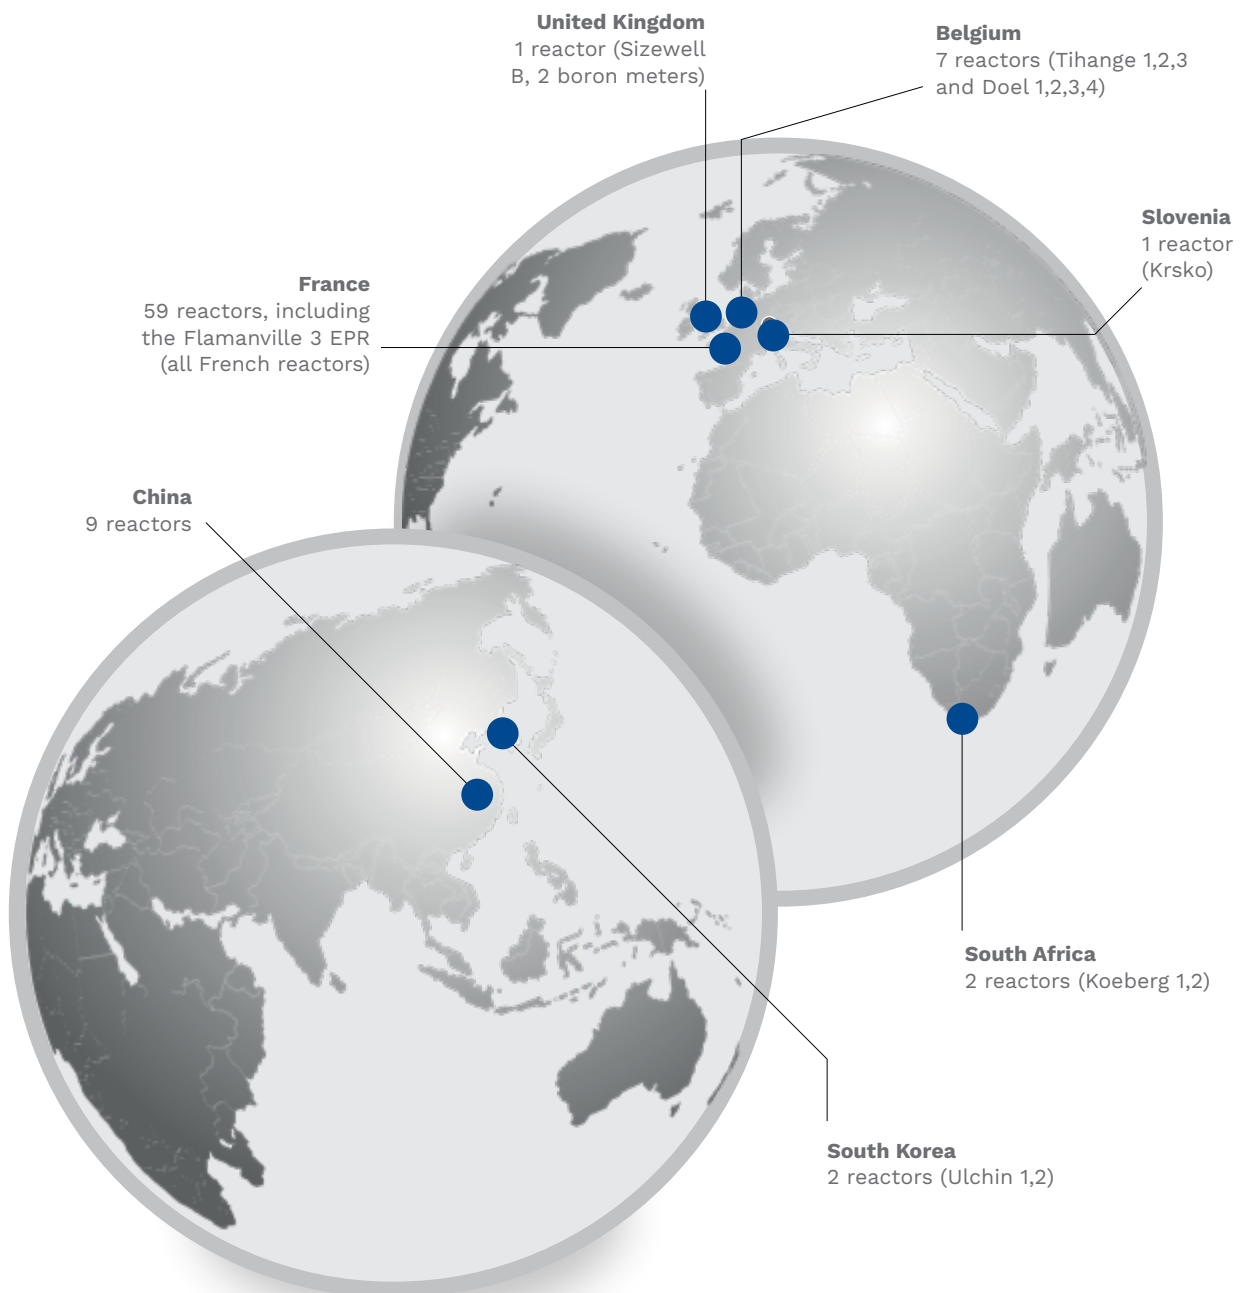 United Kingdom
1 reactor (Sizewell
B, 2 boron meters)
Belgium
7 reactors (Tihange 1,2,3
and Doel 1,2,3,4)
Slovenia
1 reactor
(Krsko)
France
59 reactors, including
the Flamanville 3 EPR
(all French reactors)
China
9 reactors
South Africa
2 reactors (Koeberg 1,2)
South Korea
2 reactors (Ulchin 1,2)